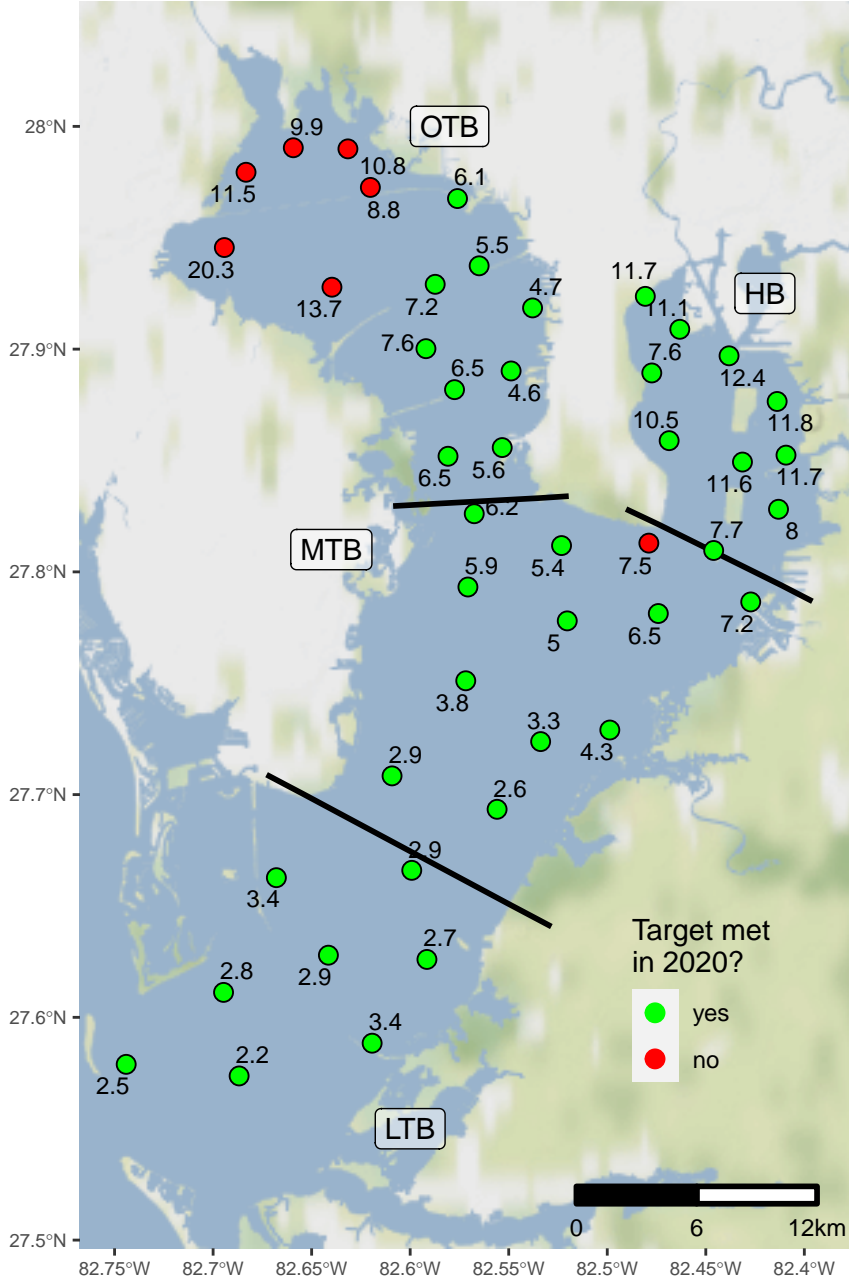 28°N
9.9
OTB
10.8
11.5
8.8
6.1
5.5
20.3
13.7
7.2
4.7
11.7
HB
11.1
27.9°N
7.6
6.5
4.6
7.6
12.4
11.8
10.5
6.5
5.6
11.6
11.7
6.2
8
MTB
27.8°N
5.4
7.5
7.7
5.9
5
6.5
7.2
3.8
3.3
4.3
2.9
27.7°N
2.6
2.9
3.4
2.7
2.9
2.8
Target met
in 2020?
yes
no
27.6°N
3.4
2.5
2.2
LTB
0 6 12km
27.5°N
82.75°W 82.7°W 82.65°W 82.6°W 82.55°W 82.5°W 82.45°W 82.4°W